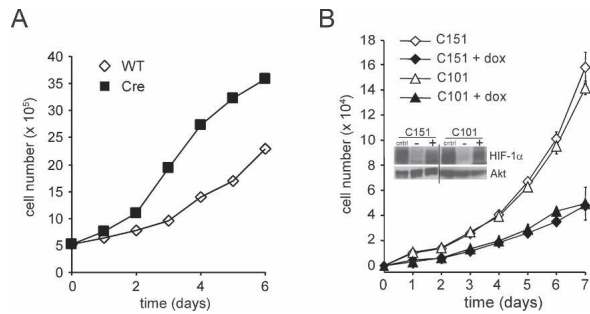 A
WT
Cre
40
35
30
25
20
15
10
5
0
0 2 4 6
cell number (x 10⁵)
time (days)
B
C151
C151 + dox
C101
C101 + dox
18
16
14
12
10
8
6
4
2
0
0 1 2 3 4 5 6 7
cell number (x 10⁴)
time (days)
C151 C101
cntrl - + cntrl - +
HIF-1α
Akt